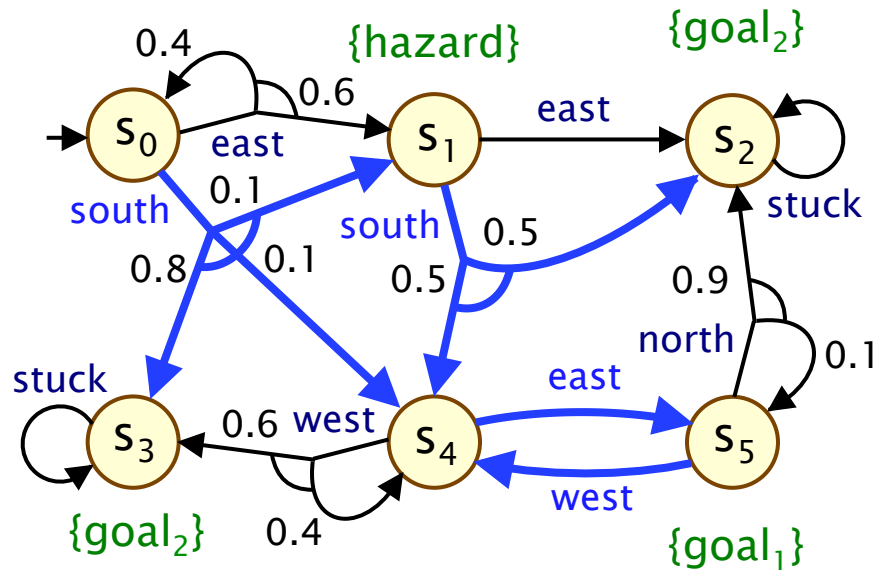 {goal₂}
{hazard}
0.4
0.6
s₀
s₁
s₂
east
east
0.1
south
south
0.5
stuck
0.8
0.1
0.5
0.9
north
0.1
stuck
east
west
0.6
s₃
s₄
s₅
west
0.4
{goal₂}
{goal₁}